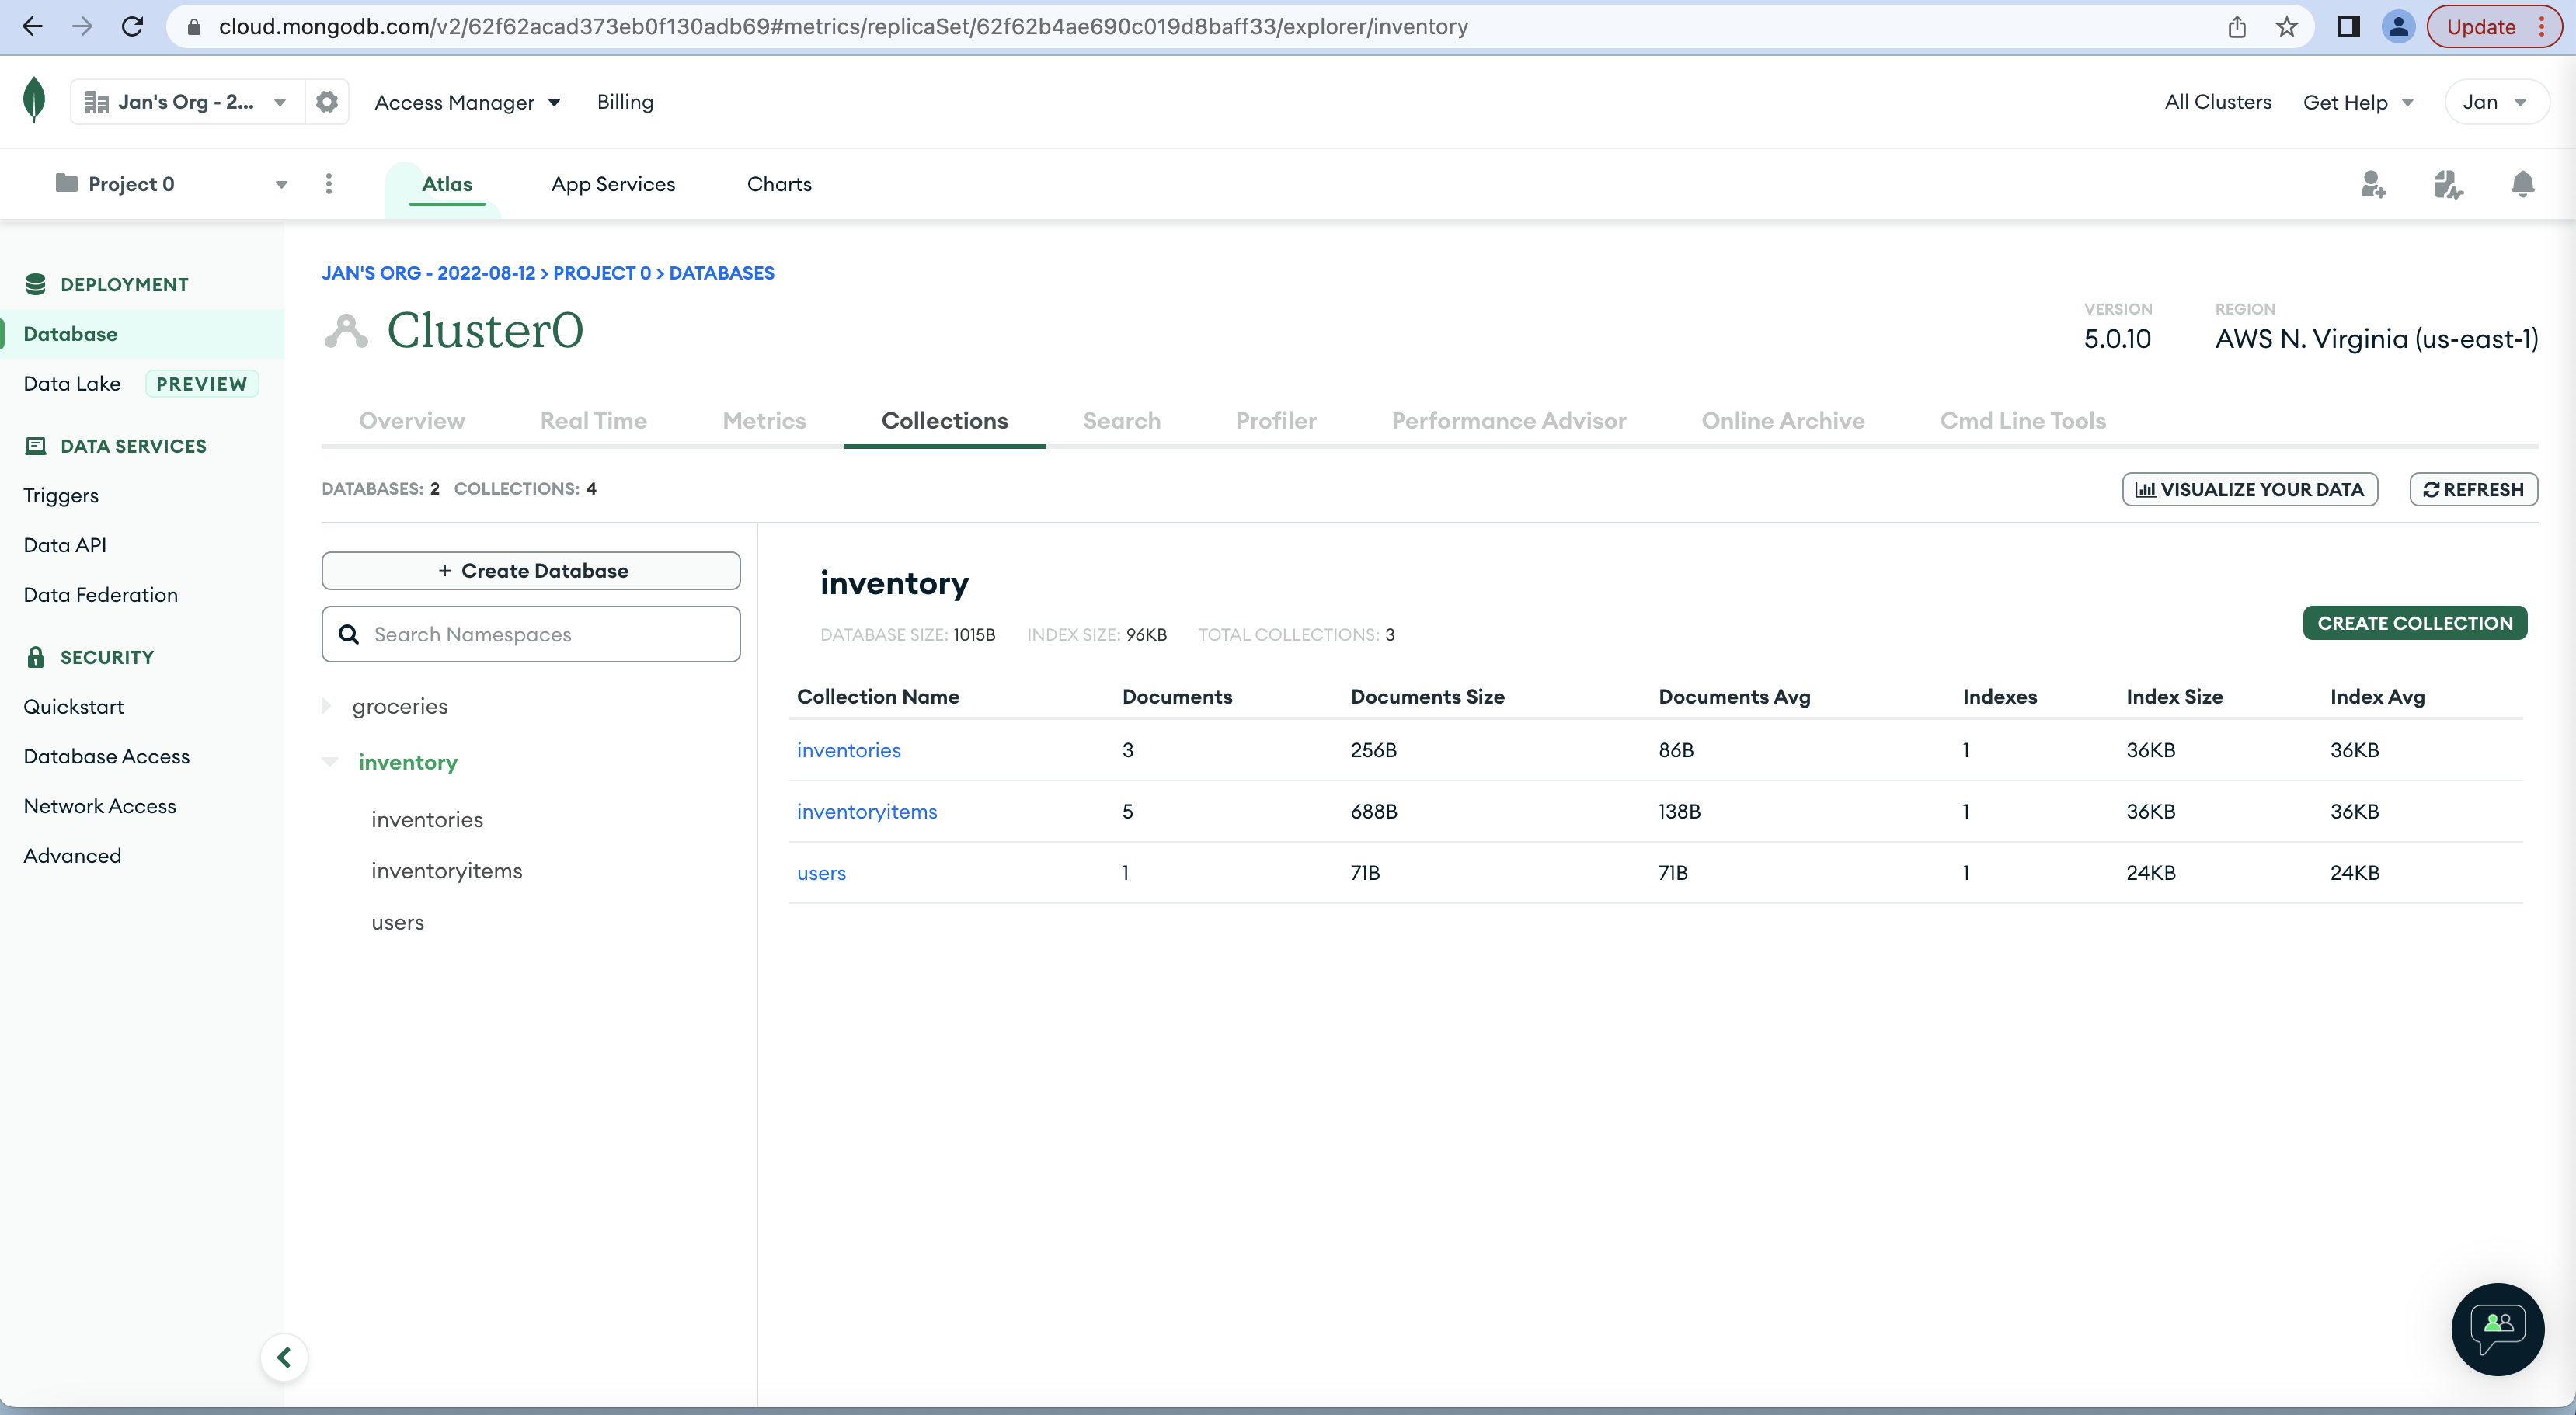 cloud.mongodb.com/v2/62f62acad373eb0f130adb69#metrics/replicaSet/62f62b4ae690c019d8baff33/explorer/inventory
Update
Jan's Org - 2...
Access Manager
Billing
All Clusters
Get Help
Jan
Project 0
Atlas
App Services
Charts
DEPLOYMENT
Database
Data Lake PREVIEW
DATA SERVICES
Triggers
Data API
Data Federation
SECURITY
Quickstart
Database Access
Network Access
Advanced
JAN'S ORG - 2022-08-12 > PROJECT 0 > DATABASES
Cluster0
VERSION
5.0.10
REGION
AWS N. Virginia (us-east-1)
Overview Real Time Metrics Collections Search Profiler Performance Advisor Online Archive Cmd Line Tools
DATABASES: 2 COLLECTIONS: 4
VISUALIZE YOUR DATA
REFRESH
+ Create Database
Search Namespaces
groceries
inventory
inventories
inventoryitems
users
inventory
DATABASE SIZE: 1015B INDEX SIZE: 96KB TOTAL COLLECTIONS: 3
CREATE COLLECTION
Collection Name Documents Documents Size Documents Avg Indexes Index Size Index Avg
inventories 3 256B 86B 1 36KB 36KB
inventoryitems 5 688B 138B 1 36KB 36KB
users 1 71B 71B 1 24KB 24KB